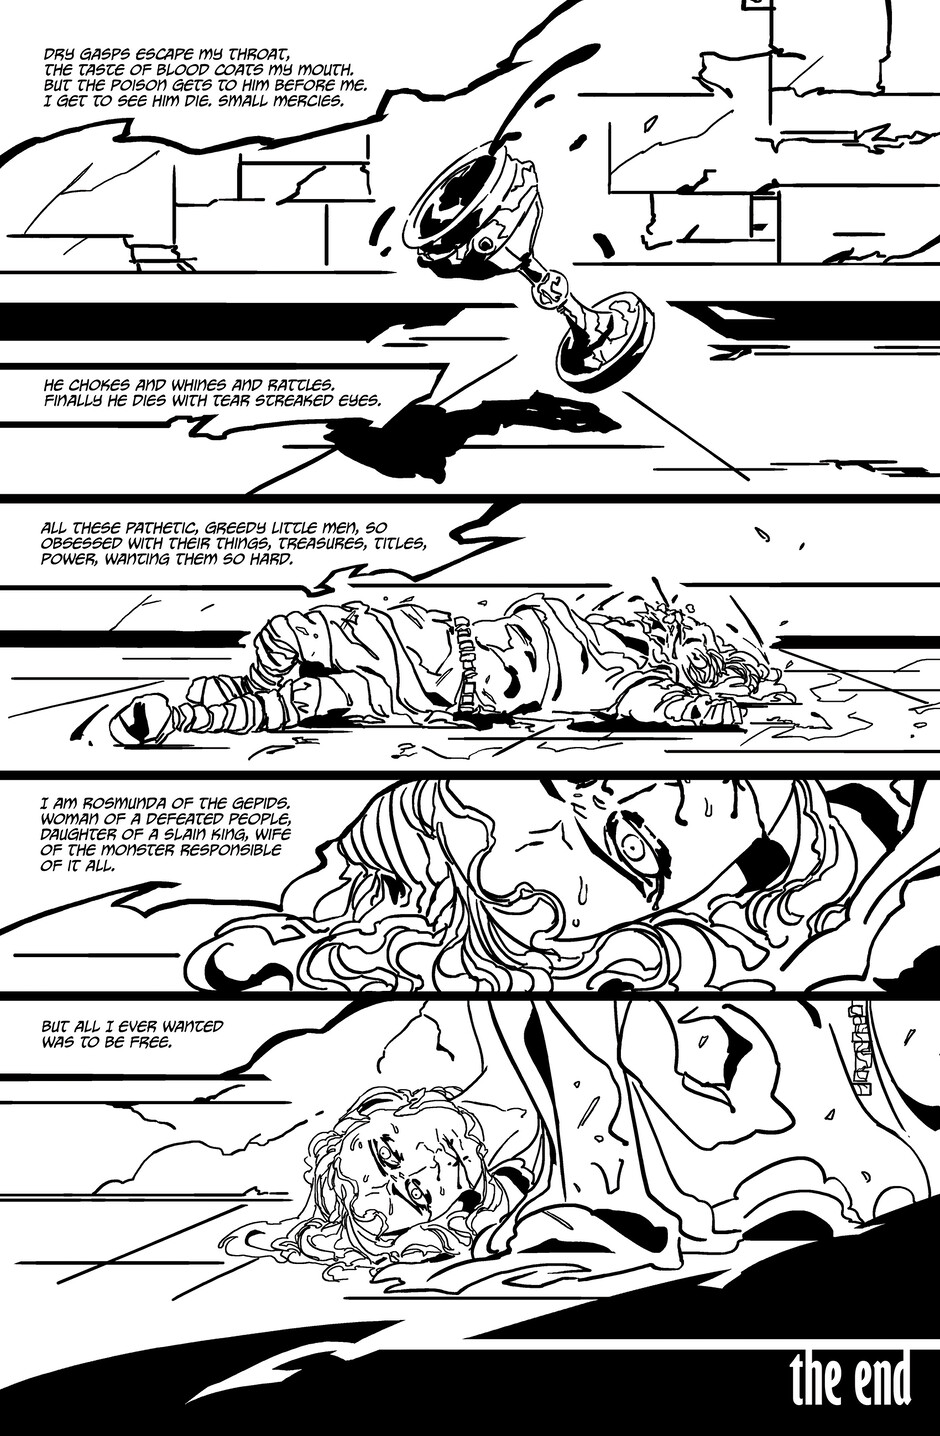 DRY GASPS ESCAPE MY THROAT,
THE TASTE OF BLOOD COATS MY MOUTH.
BUT THE POISON GETS TO HIM BEFORE ME.
I GET TO SEE HIM DIE. SMALL MERCIES.
HE CHOKES AND WHINES AND RATTLES.
FINALLY HE DIES WITH TEAR STREAKED EYES.
ALL THESE PATHETIC, GREEDY LITTLE MEN, SO
OBSESSED WITH THEIR THINGS, TREASURES, TITLES,
POWER, WANTING THEM SO HARD.
I AM ROSMUNDA OF THE GEPIDS.
WOMAN OF A DEFEATED PEOPLE,
DAUGHTER OF A SLAIN KING, WIFE
OF THE MONSTER RESPONSIBLE
OF IT ALL.
BUT ALL I EVER WANTED
WAS TO BE FREE.
the end